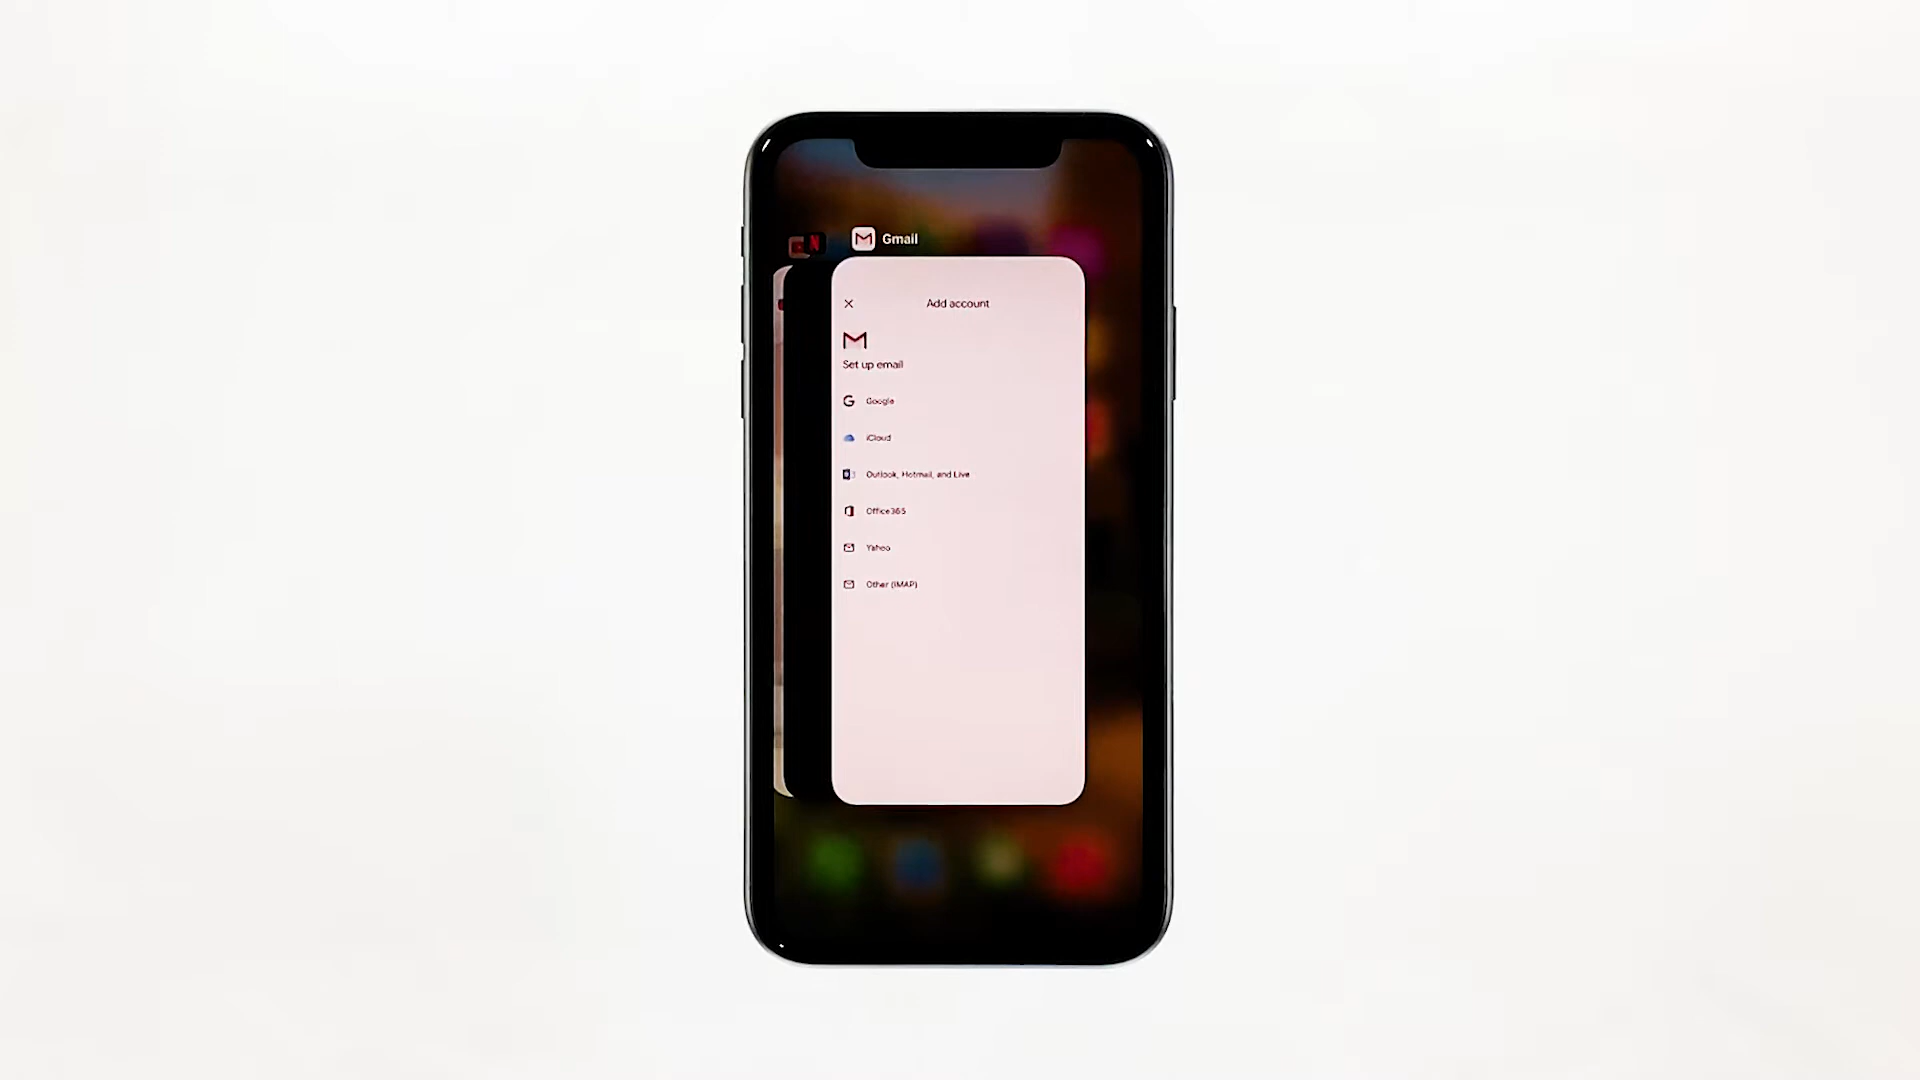 N
Gmail
Add account
Set up email
G Google
iCloud
Outlook, Hotmail, and Live
Office365
Yahoo
Other (IMAP)